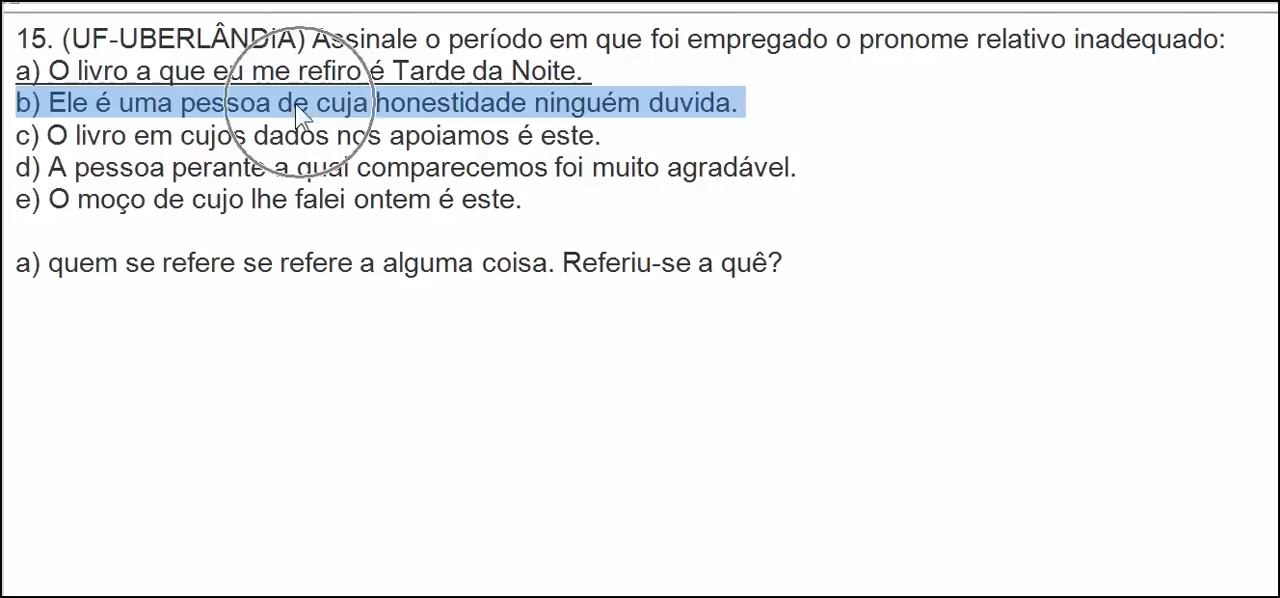 15. (UF-UBERLÂNDIA) Assinale o período em que foi empregado o pronome relativo inadequado:
a) O livro a que eu me refiro é Tarde da Noite.
b) Ele é uma pessoa de cuja honestidade ninguém duvida.
c) O livro em cujos dados nos apoiamos é este.
d) A pessoa perante a qual comparecemos foi muito agradável.
e) O moço de cujo lhe falei ontem é este.
a) quem se refere se refere a alguma coisa. Referiu-se a quê?